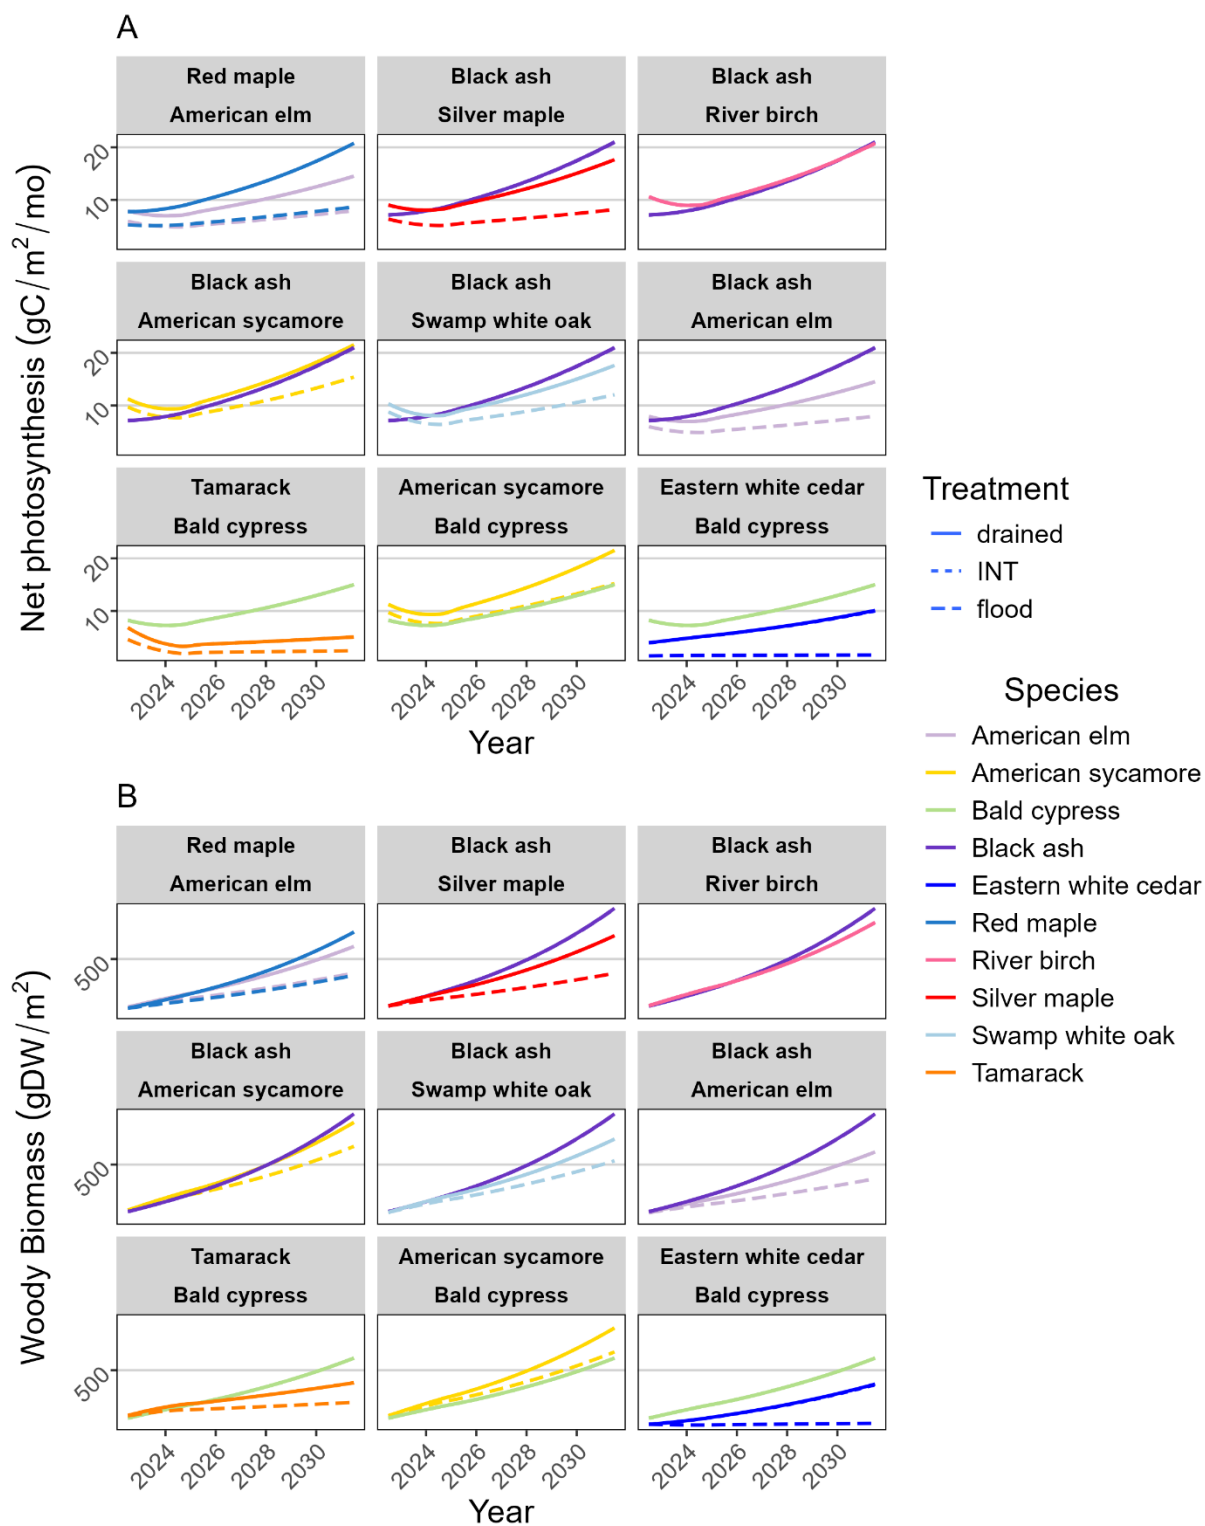 A
Red maple
American elm
Black ash
Silver maple
Black ash
River birch
20
10
Black ash
American sycamore
Black ash
Swamp white oak
Black ash
American elm
20
10
Tamarack
Bald cypress
American sycamore
Bald cypress
Eastern white cedar
Bald cypress
20
10
2024 2026 2028 2030 2024 2026 2028 2030 2024 2026 2028 2030
Year
Net photosynthesis (gC/m²/mo)
B
Red maple
American elm
Black ash
Silver maple
Black ash
River birch
500
Black ash
American sycamore
Black ash
Swamp white oak
Black ash
American elm
500
Tamarack
Bald cypress
American sycamore
Bald cypress
Eastern white cedar
Bald cypress
500
2024 2026 2028 2030 2024 2026 2028 2030 2024 2026 2028 2030
Year
Woody Biomass (gDW/m²)
Treatment
drained
INT
flood
Species
American elm
American sycamore
Bald cypress
Black ash
Eastern white cedar
Red maple
River birch
Silver maple
Swamp white oak
Tamarack